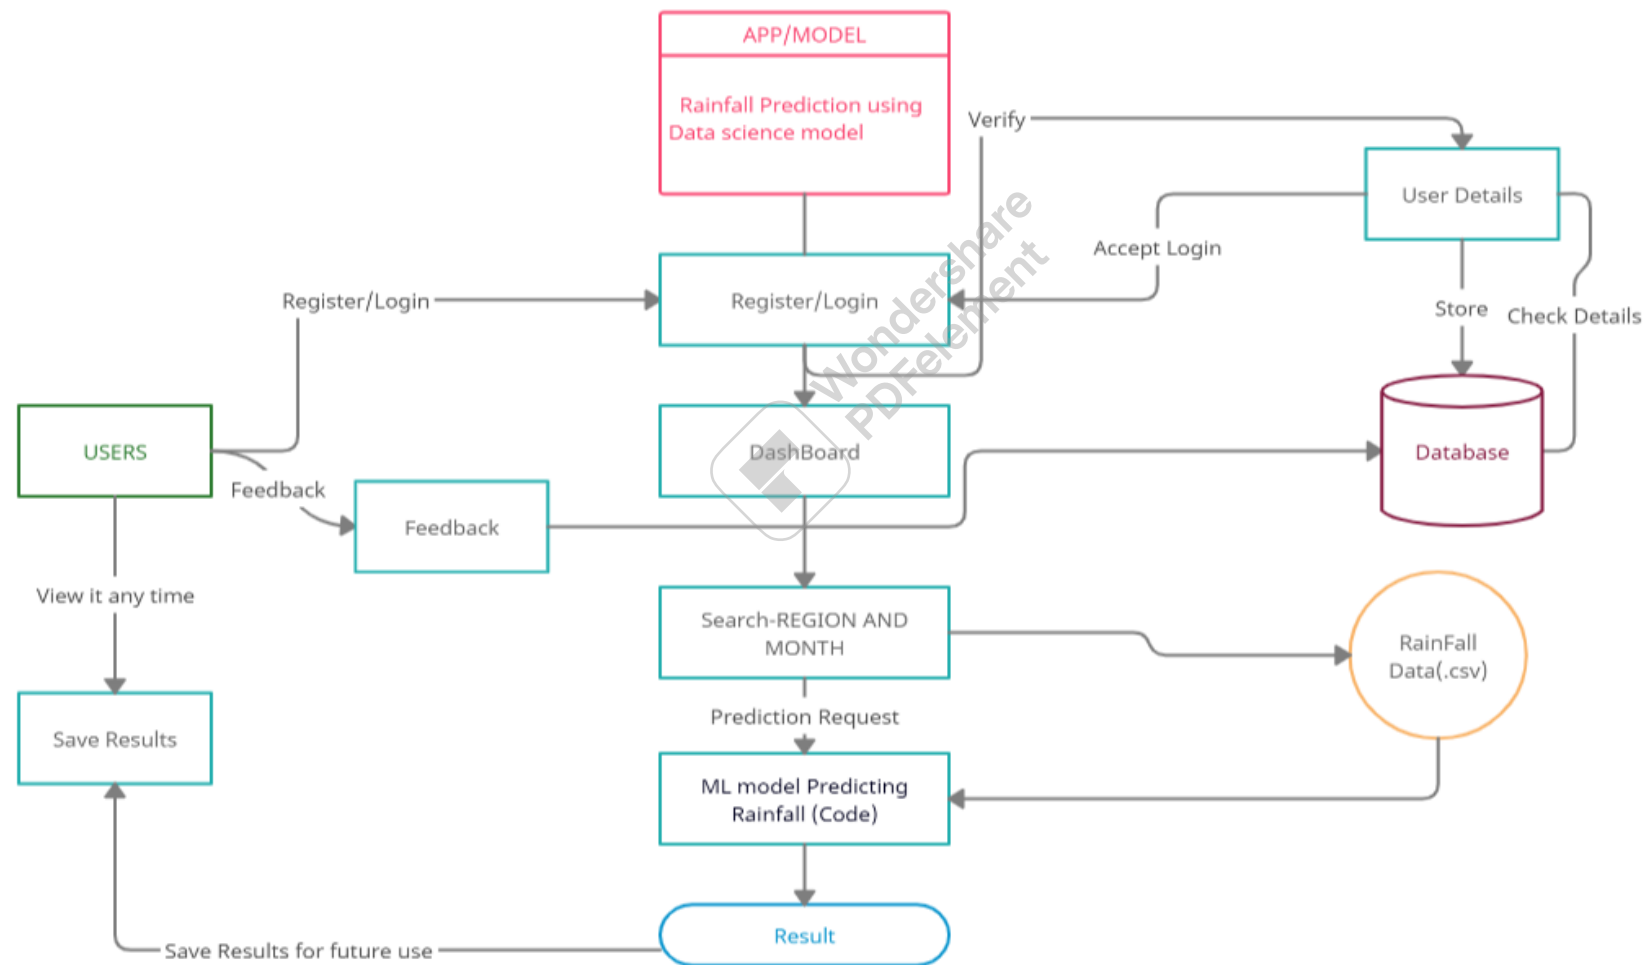 APP/MODEL
Rainfall Prediction using
Data science model
Verify
User Details
Accept Login
Register/Login
Register/Login
Store
Check Details
Wondershare
PDFelement
USERS
DashBoard
Database
Feedback
Feedback
View it any time
Search-REGION AND
MONTH
RainFall
Data(.csv)
Prediction Request
Save Results
ML model Predicting
Rainfall (Code)
Result
Save Results for future use